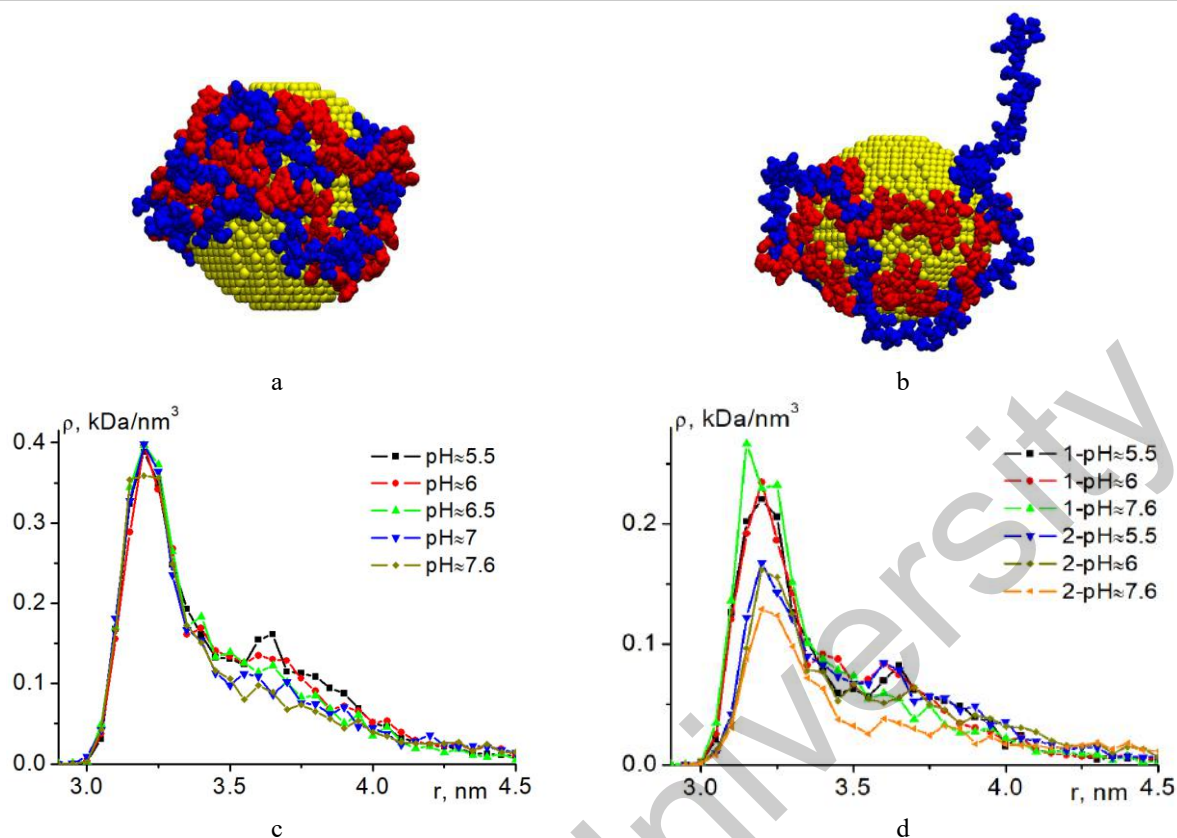 a
b
ρ, kDa/nm³
0.4
0.3
0.2
0.1
0.0
3.0
3.5
4.0
4.5
r, nm
pH≈5.5
pH≈6
pH≈6.5
pH≈7
pH≈7.6
c
ρ, kDa/nm³
0.2
0.1
0.0
3.0
3.5
4.0
4.5
r, nm
1-pH≈5.5
1-pH≈6
1-pH≈7.6
2-pH≈5.5
2-pH≈6
2-pH≈7.6
d
University